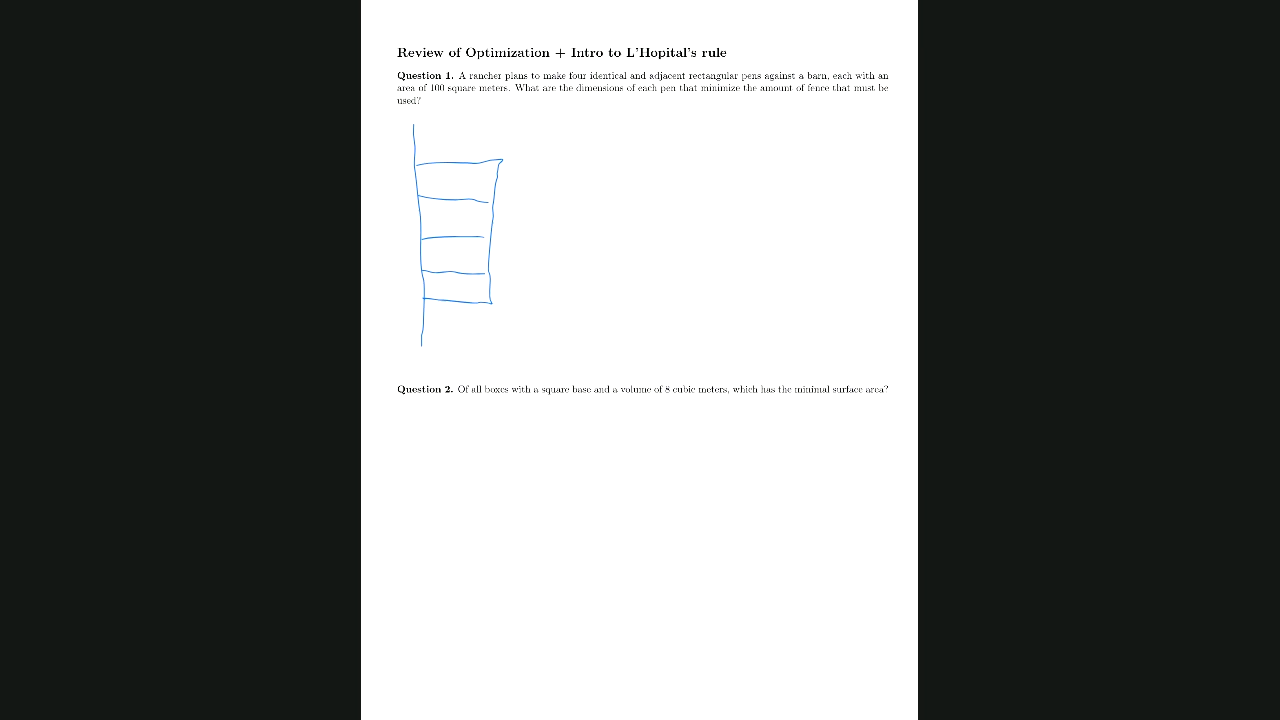 Review of Optimization + Intro to L'Hopital's rule
Question 1. A rancher plans to make four identical and adjacent rectangular pens against a barn, each with an
area of 100 square meters. What are the dimensions of each pen that minimize the amount of fence that must be
used?
Question 2. Of all boxes with a square base and a volume of 8 cubic meters, which has the minimal surface area?